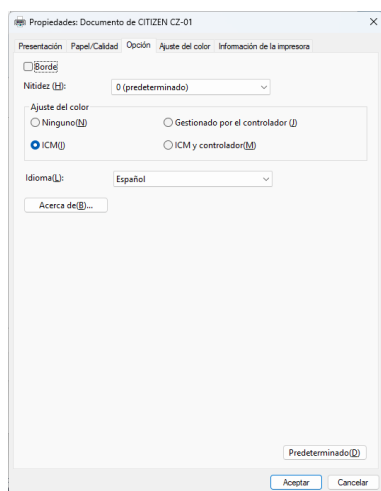 Propiedades: Documento de CITIZEN CZ-01
Presentación Papel/Calidad Opción Ajuste del color Información de la impresora
Borde
Nitidez (H): 0 (predeterminado)
Ajuste del color
Ninguno(N) Gestionado por el controlador (J)
ICM(I) ICM y controlador(M)
Idioma(L): Español
Acerca de(B)...
Predeterminado(D)
Aceptar Cancelar